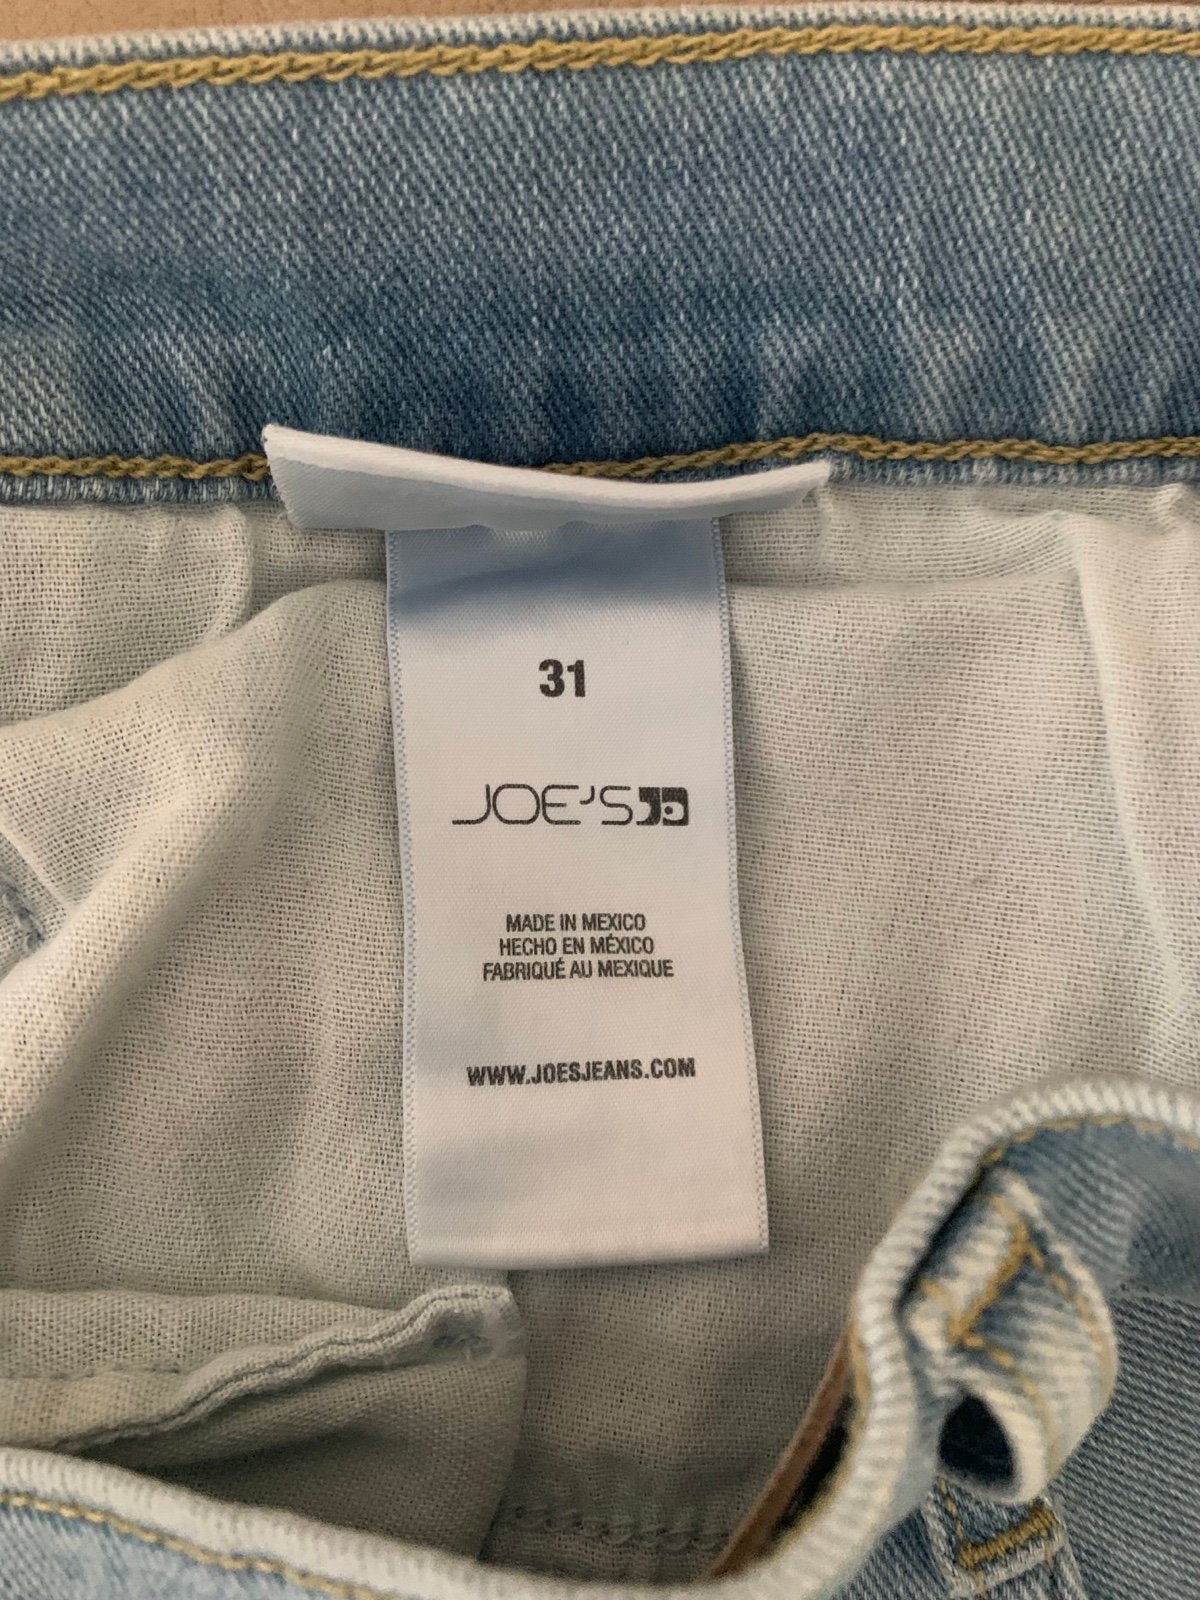 31
JOE'S
MADE IN MEXICO
HECHO EN MÉXICO
FABRIQUÉ AU MEXIQUE
WWW.JOESJEANS.COM